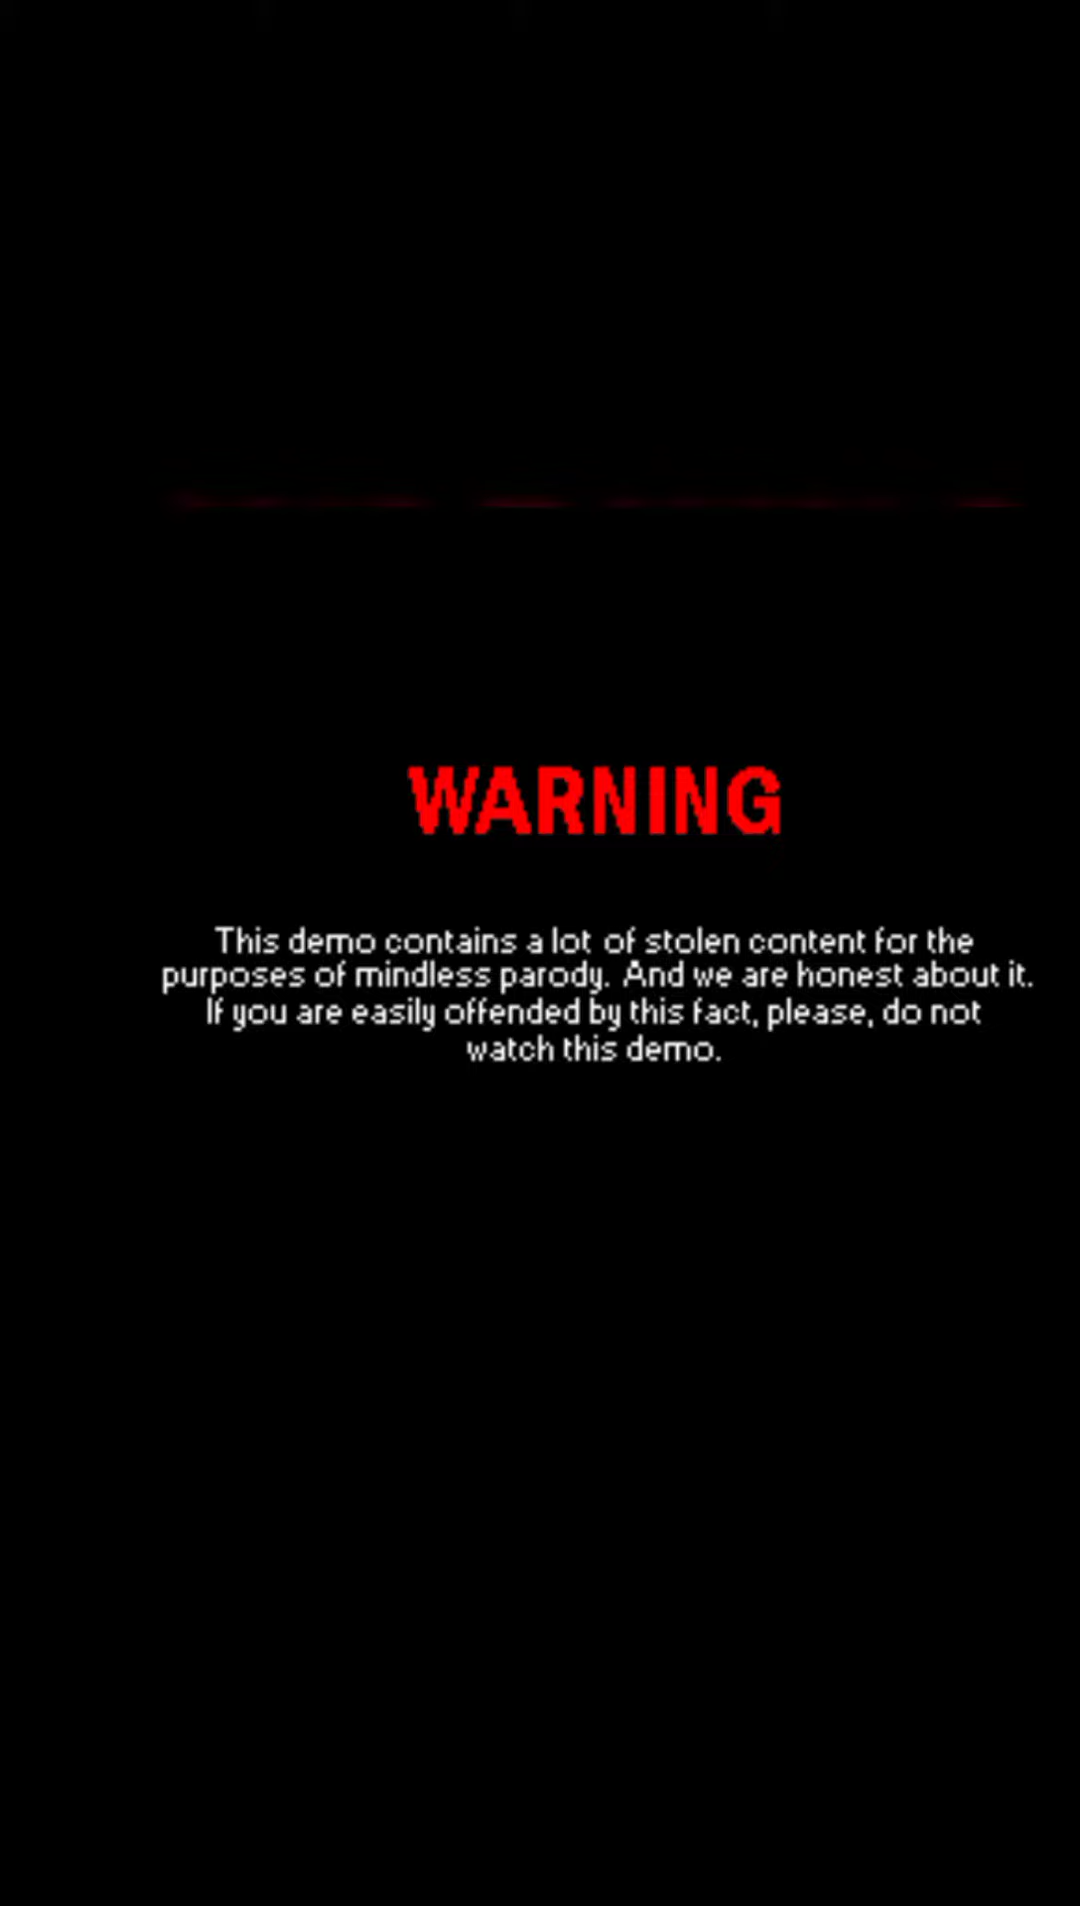 WARNING
This demo contains a lot of stolen content for the
purposes of mindless parody. And we are honest about it.
If you are easily offended by this fact, please, do not
watch this demo.